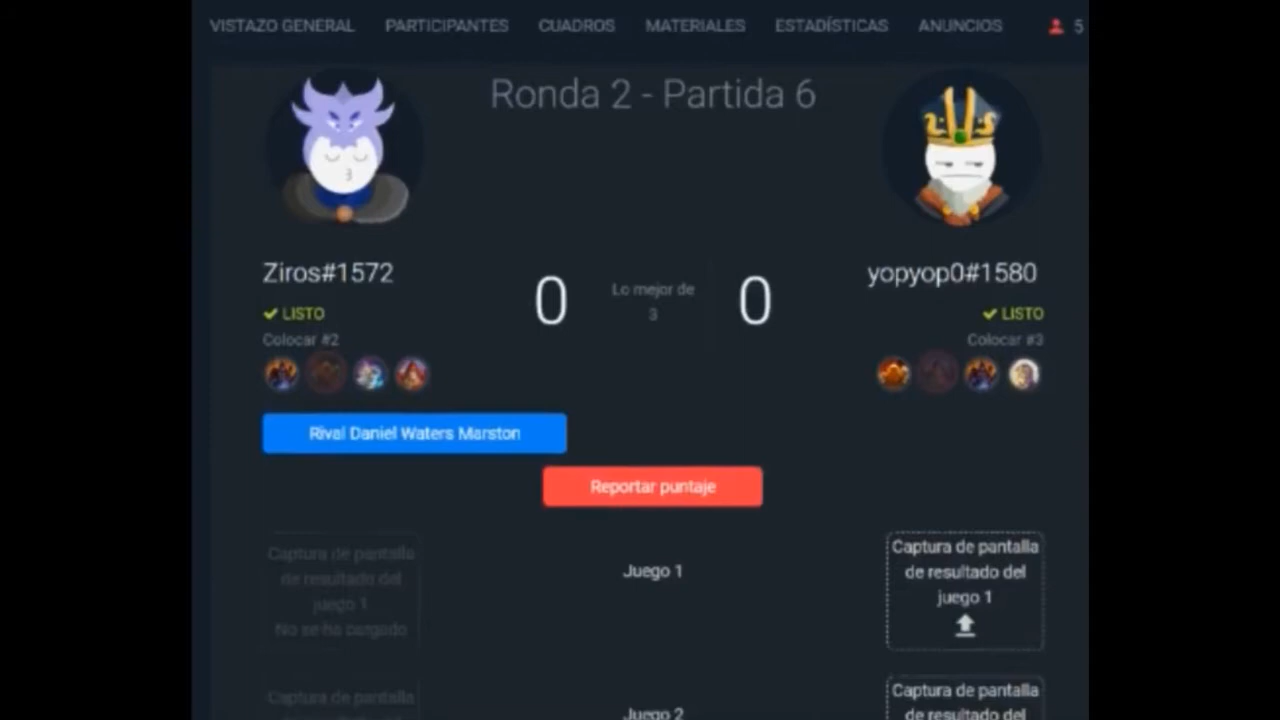 VISTAZO GENERAL PARTICIPANTES CUADROS MATERIALES ESTADÍSTICAS ANUNCIOS 5
Ronda 2 - Partida 6
Ziros#1572
yopyop0#1580
0
Lo mejor de
3
0
LISTO
LISTO
Colocar #2
Colocar #3
Rival Daniel Waters Marston
Reportar puntaje
Captura de pantalla
de resultado del
juego 1
No se ha cargado
Juego 1
Captura de pantalla
de resultado del
juego 1
Captura de pantalla
de resultado del
Juego 2
Captura de pantalla
de resultado del